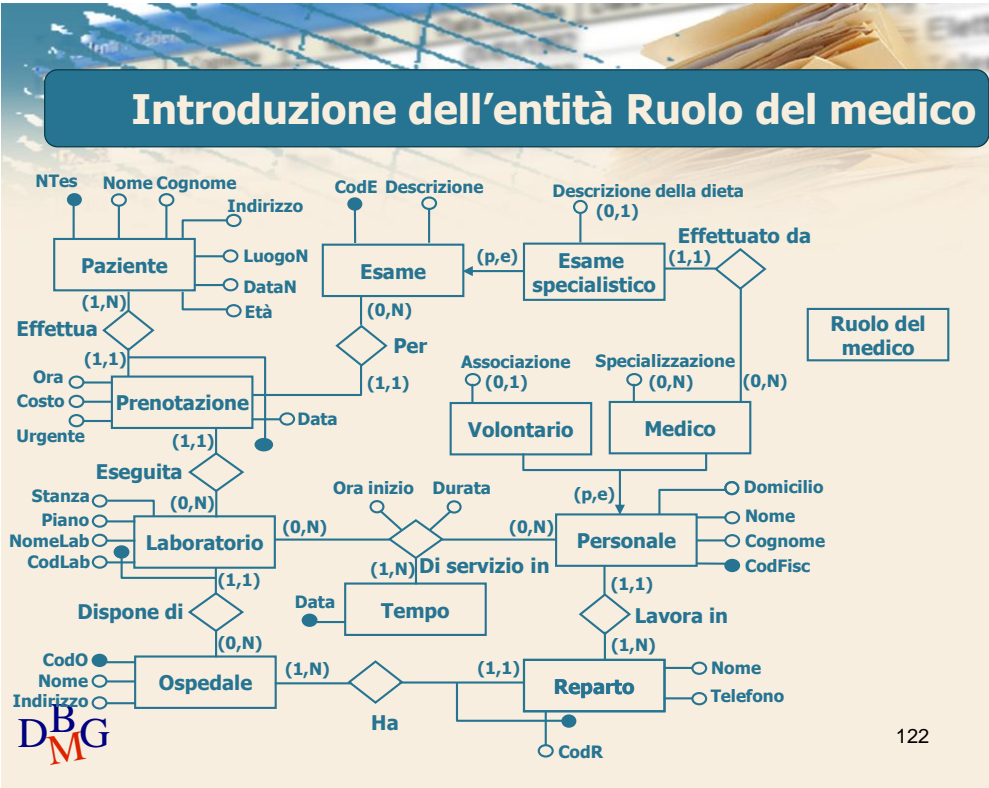 Introduzione dell'entità Ruolo del medico
NTes
Nome Cognome
Indirizzo
LuogoN
DataN
Età
Paziente
CodE Descrizione
Esame
Descrizione della dieta
(0,1)
Esame
specialistico
(p,e)
(1,1)
Effettuato da
Ruolo del
medico
(1,N)
Effettua
(1,1)
(0,N)
Per
(1,1)
Ora
Costo
Urgente
Prenotazione
Data
Associazione
(0,1)
Volontario
Specializzazione
(0,N)
Medico
(0,N)
(1,1)
Eseguita
(0,N)
Stanza
Piano
NomeLab
CodLab
Laboratorio
(0,N)
Ora inizio
Durata
(0,N)
(p,e)
Personale
Domicilio
Nome
Cognome
CodFisc
(1,N)
Di servizio in
Data
Tempo
(1,1)
Dispone di
(0,N)
(1,1)
Lavora in
(1,N)
CodO
Nome
Indirizzo
Ospedale
(1,N)
Ha
(1,1)
Reparto
Nome
Telefono
CodR
DBMG
122